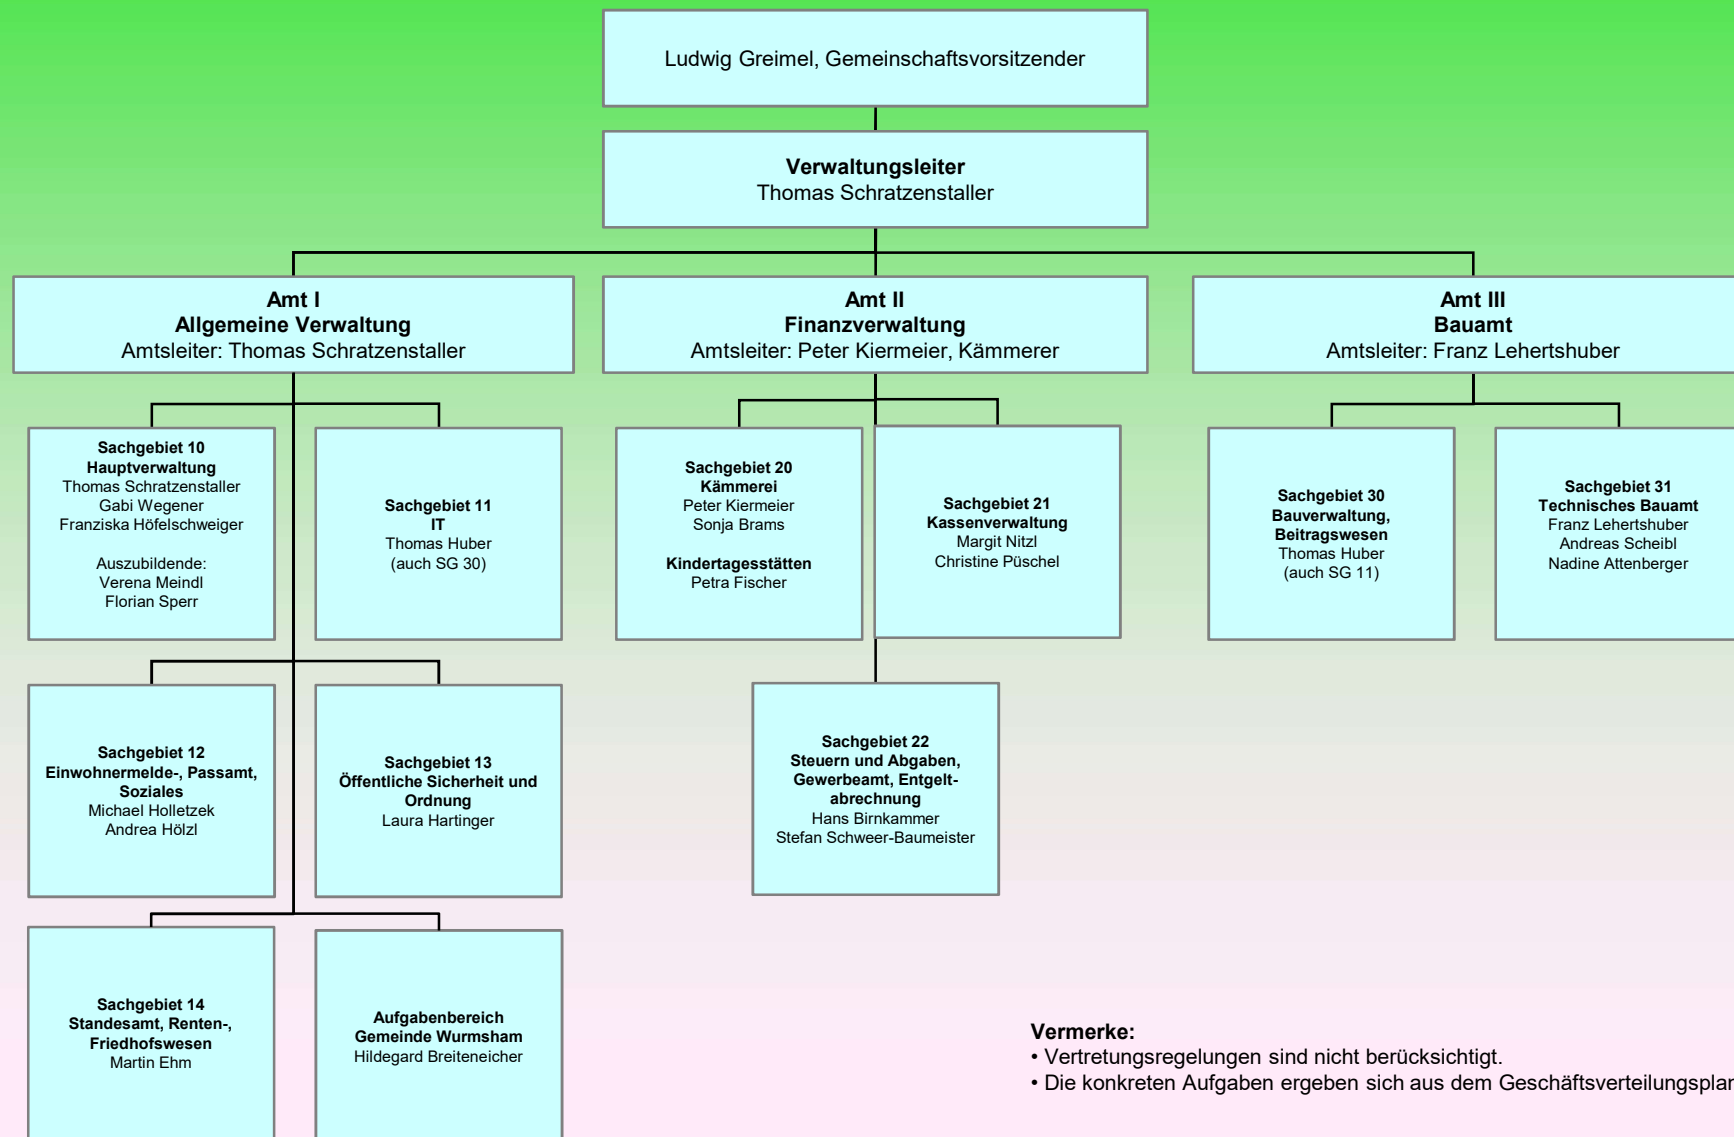 Ludwig Greimel, Gemeinschaftsvorsitzender
Verwaltungsleiter
Thomas Schratzenstaller
Amt I
Allgemeine Verwaltung
Amtsleiter: Thomas Schratzenstaller
Amt II
Finanzverwaltung
Amtsleiter: Peter Kiermeier, Kämmerer
Amt III
Bauamt
Amtsleiter: Franz Lehertshuber
Sachgebiet 10
Hauptverwaltung
Thomas Schratzenstaller
Gabi Wegener
Franziska Höfelschweiger
Auszubildende:
Verena Meindl
Florian Sperr
Sachgebiet 11
IT
Thomas Huber
(auch SG 30)
Sachgebiet 20
Kämmerei
Peter Kiermeier
Sonja Brams
Kindertagesstätten
Petra Fischer
Sachgebiet 21
Kassenverwaltung
Margit Nitzl
Christine Püschel
Sachgebiet 30
Bauverwaltung,
Beitragswesen
Thomas Huber
(auch SG 11)
Sachgebiet 31
Technisches Bauamt
Franz Lehertshuber
Andreas Scheibl
Nadine Attenberger
Sachgebiet 12
Einwohnermelde-, Passamt,
Soziales
Michael Holletzek
Andrea Hölzl
Sachgebiet 13
Öffentliche Sicherheit und
Ordnung
Laura Hartinger
Sachgebiet 22
Steuern und Abgaben,
Gewerbeamt, Entgelt-
abrechnung
Hans Birnkammer
Stefan Schweer-Baumeister
Sachgebiet 14
Standesamt, Renten-,
Friedhofswesen
Martin Ehm
Aufgabenbereich
Gemeinde Wurmsham
Hildegard Breiteneicher
Vermerke:
• Vertretungsregelungen sind nicht berücksichtigt.
• Die konkreten Aufgaben ergeben sich aus dem Geschäftsverteilungsplan